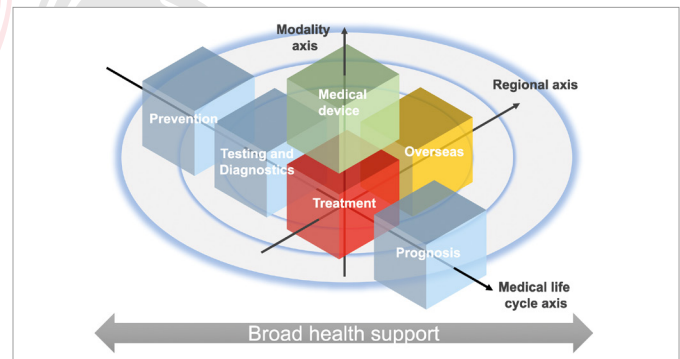 Modality
axis
Regional axis
Medical
device
Prevention
Testing and
Diagnostics
Overseas
Treatment
Prognosis
Medical life
cycle axis
Broad health support